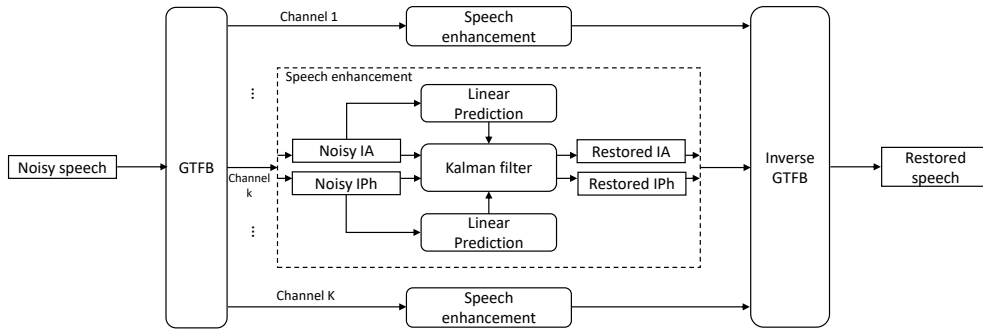 Channel 1
Speech
enhancement
Speech enhancement
Linear
Prediction
...
Noisy IA
Restored IA
Noisy speech
GTFB
Channel
k
Kalman filter
Inverse
GTFB
Restored
speech
Noisy IPh
Restored IPh
...
Linear
Prediction
Channel K
Speech
enhancement